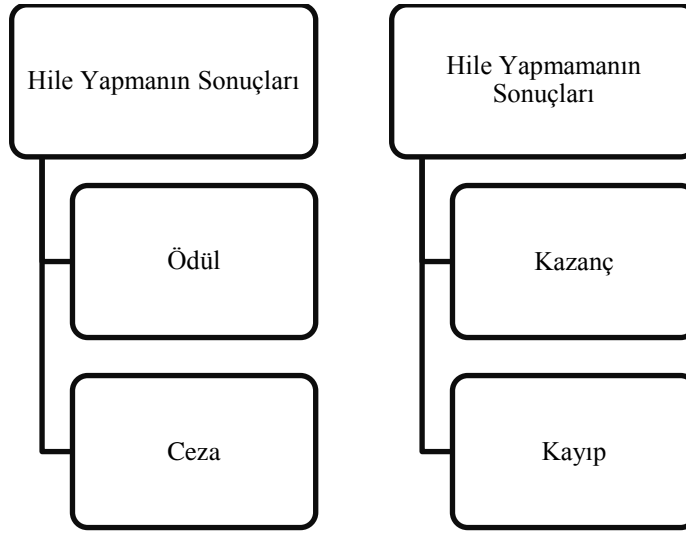 Hile Yapmanın Sonuçları
Ödül
Ceza
Hile Yapmamanın
Sonuçları
Kazanç
Kayıp